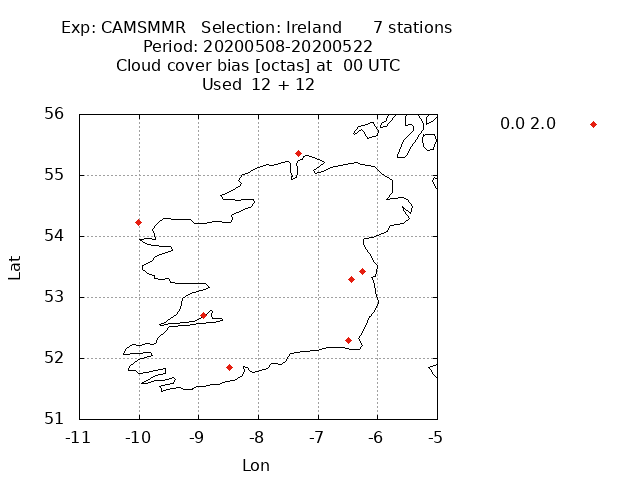 Exp: CAMSMMR   Selection: Ireland      7 stations
Period: 20200508-20200522
Cloud cover bias [octas] at  00 UTC
Used  12 + 12
0.0 2.0
56
55
54
53
52
51
Lat
-11 -10 -9 -8 -7 -6 -5
Lon